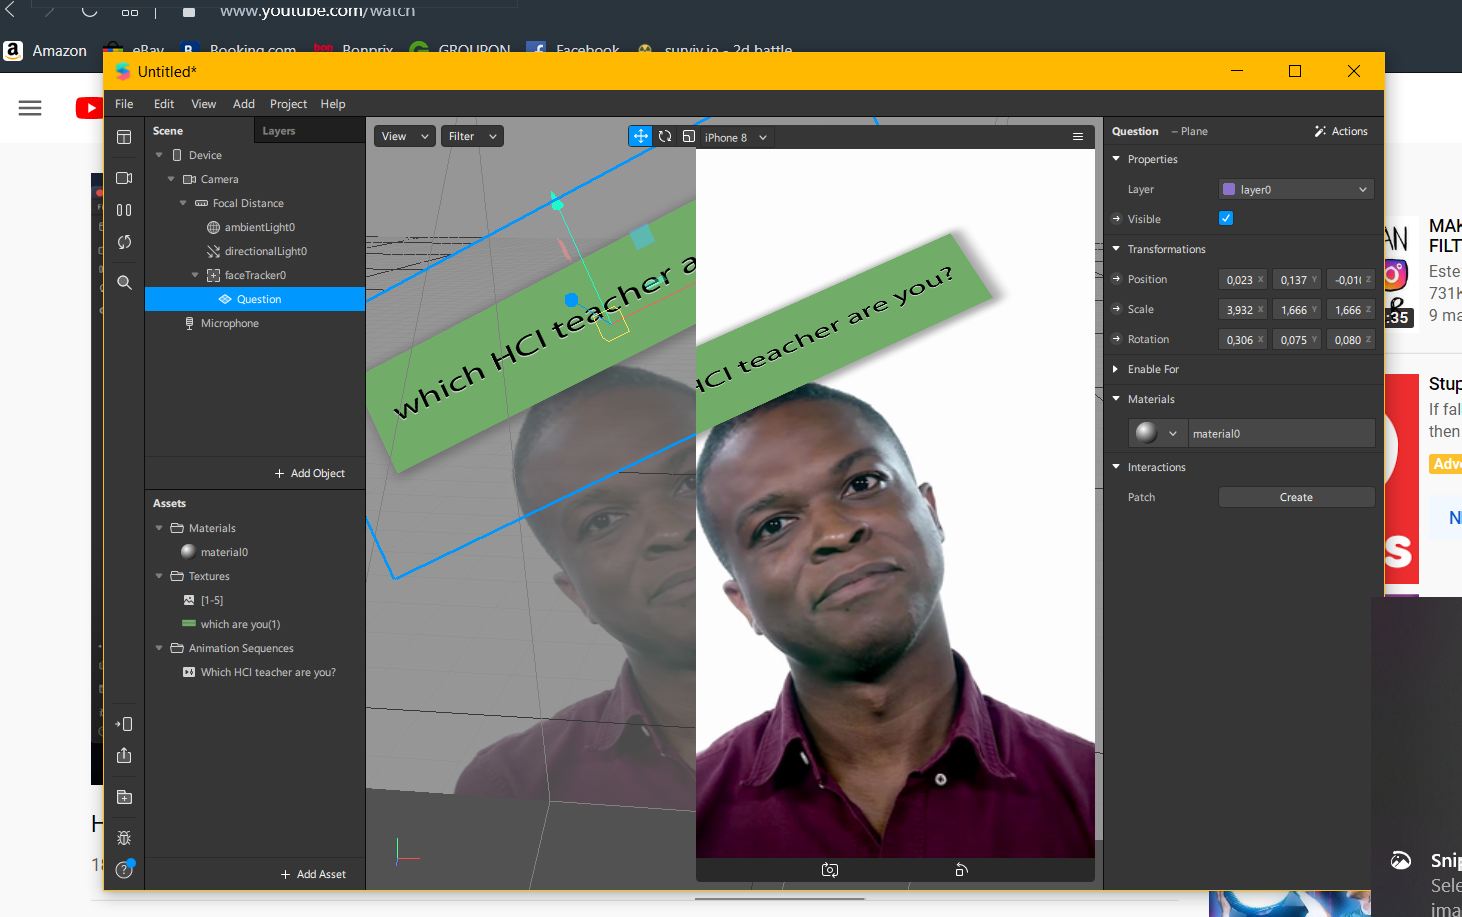 www.youtube.com/watch
Amazon
eBay
Booking.com
Bonprix
GROUPON
Facebook
surviv.io - 2d battle
Untitled*
File Edit View Add Project Help
Scene
Layers
Device
Camera
Focal Distance
ambientLight0
directionalLight0
faceTracker0
Question
Microphone
+ Add Object
Assets
Materials
material0
Textures
[1-5]
which are you(1)
Animation Sequences
Which HCI teacher are you?
+ Add Asset
View
Filter
iPhone 8
which HCI teacher a
HCI teacher are you?
Question – Plane
Actions
Properties
Layer
layer0
Visible
Transformations
Position 0,023 X 0,137 Y -0,010 Z
Scale 3,932 X 1,666 Y 1,666 Z
Rotation 0,306 X 0,075 Y 0,080 Z
Enable For
Materials
material0
Interactions
Patch
Create
MAK
FILT
Este
731K
9 ma
:35
Stup
If fal
then
Adve
S
H
18
Snip
Sele
ima